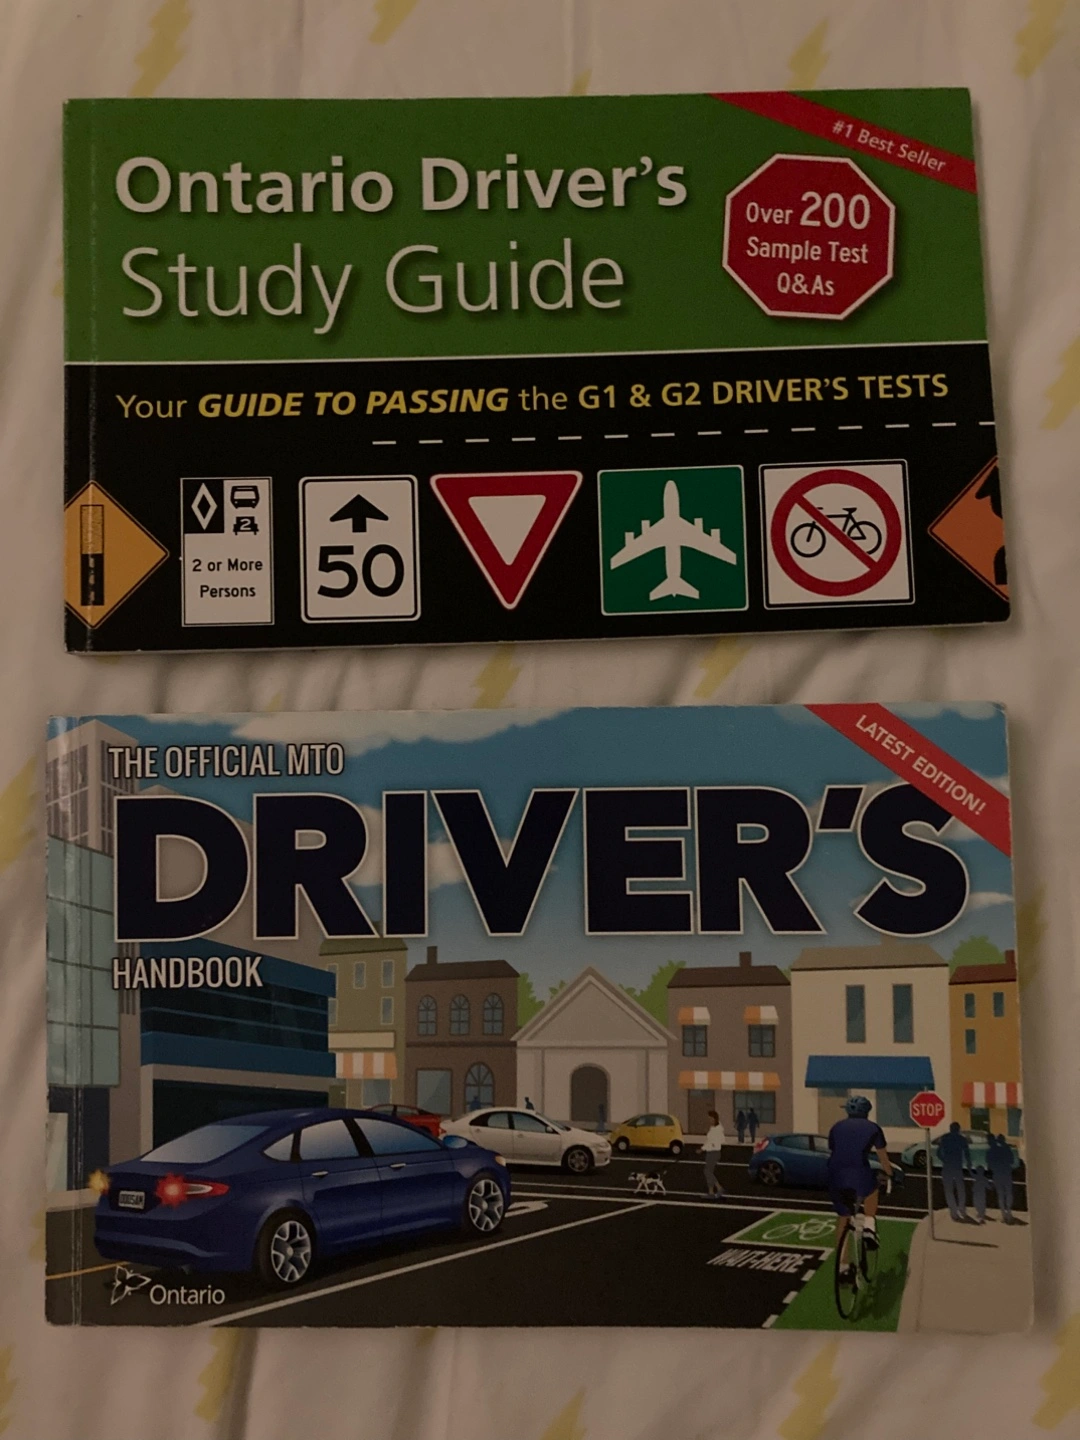 #1 Best Seller
Ontario Driver's
Study Guide
Over 200
Sample Test
Q&As
Your GUIDE TO PASSING the G1 & G2 DRIVER'S TESTS
2
2 or More
Persons
50
LATEST EDITION!
THE OFFICIAL MTO
DRIVER'S
HANDBOOK
STOP
WAIT HERE
Ontario